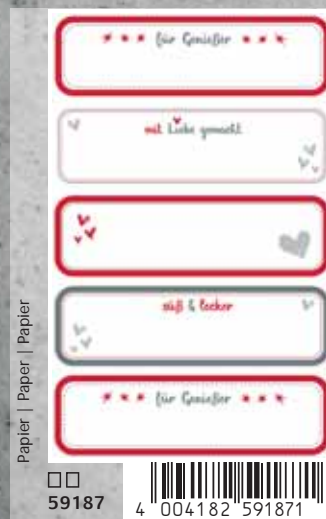 für Genießer
mit Liebe gemacht
süß & lecker
für Genießer
Papier | Paper | Papier
59187
4 004182 591871